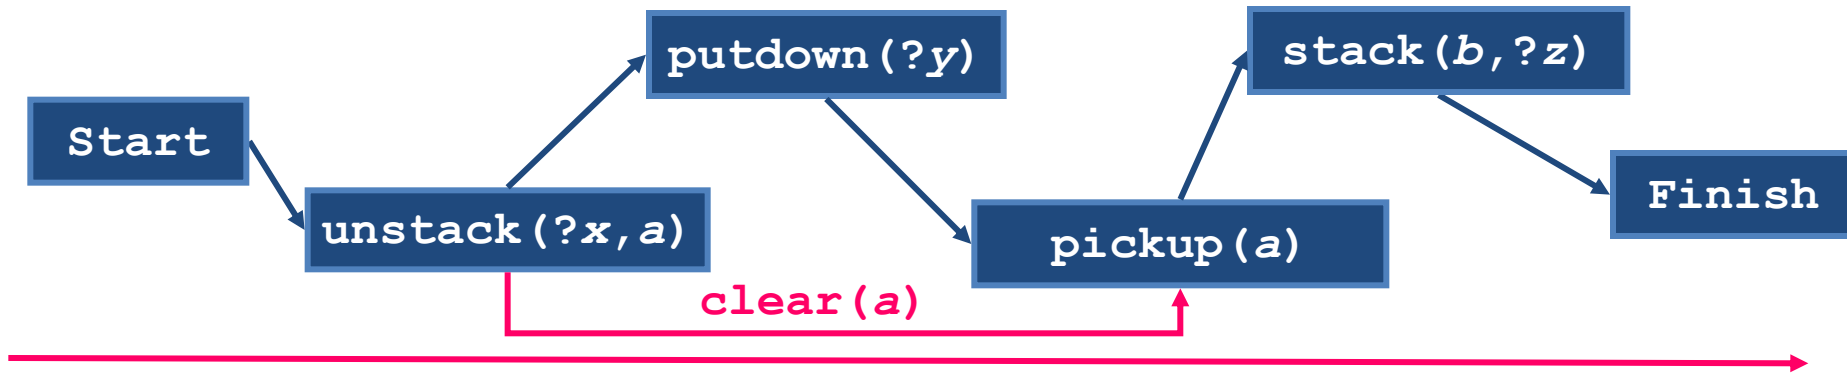 Start
unstack(?x,a)
putdown(?y)
clear(a)
pickup(a)
stack(b,?z)
Finish